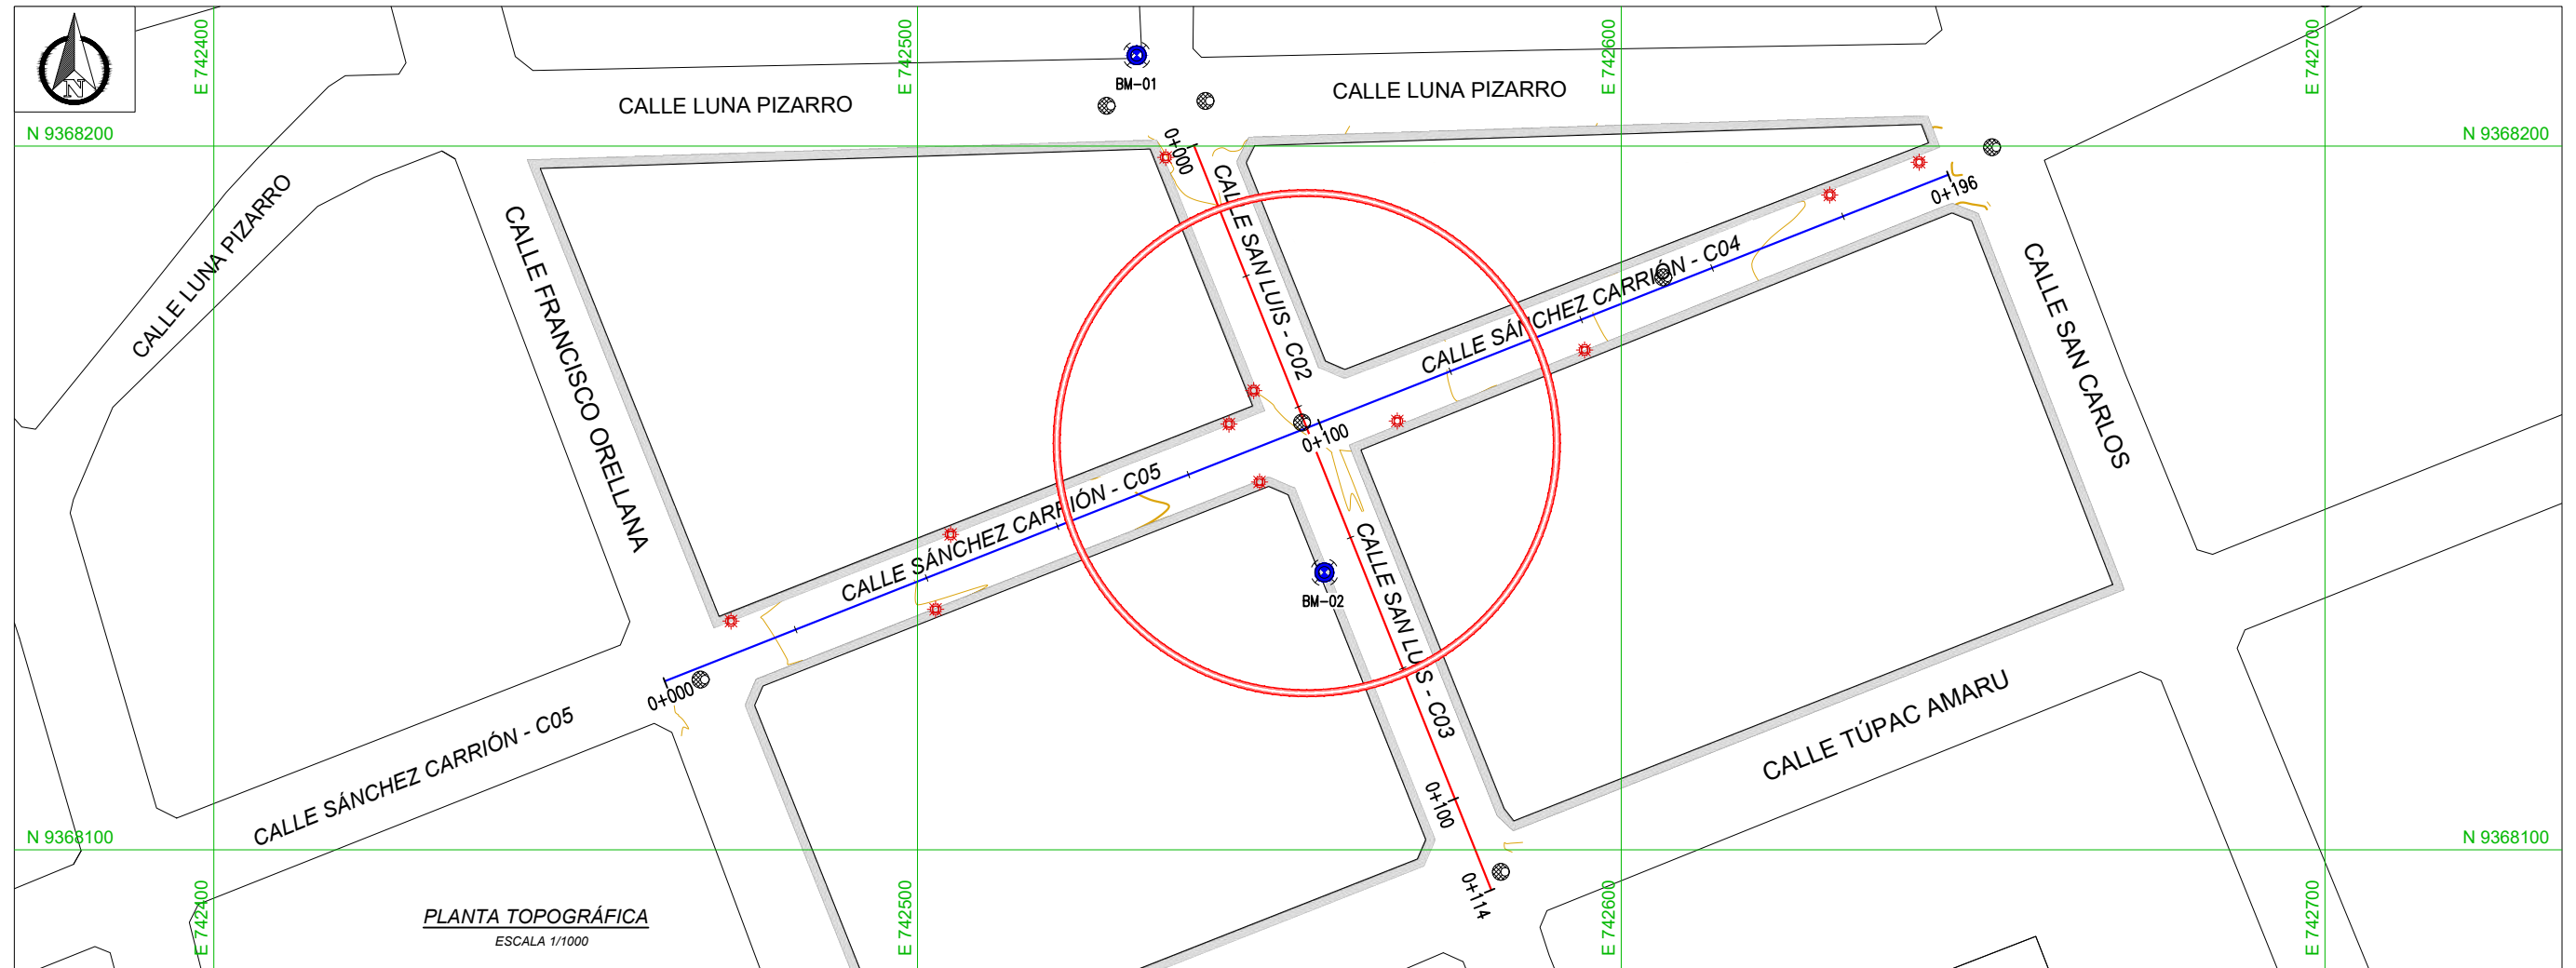 E 742400
E 742500
E 742600
E 742700
N
BM-01
CALLE LUNA PIZARRO
CALLE LUNA PIZARRO
N 9368200
N 9368200
0+000
CALLE LUNA PIZARRO
CALLE FRANCISCO ORELLANA
CALLE SAN LUIS - C02
0+196
CALLE SÁNCHEZ CARRIÓN - C04
CALLE SAN CARLOS
0+100
CALLE SÁNCHEZ CARRIÓN - C05
BM-02
CALLE SAN LUIS - C03
0+000
CALLE SÁNCHEZ CARRIÓN - C05
CALLE TÚPAC AMARU
0+100
N 9368100
N 9368100
0+114
E 742400
E 742500
E 742600
E 742700
PLANTA TOPOGRÁFICA
ESCALA 1/1000